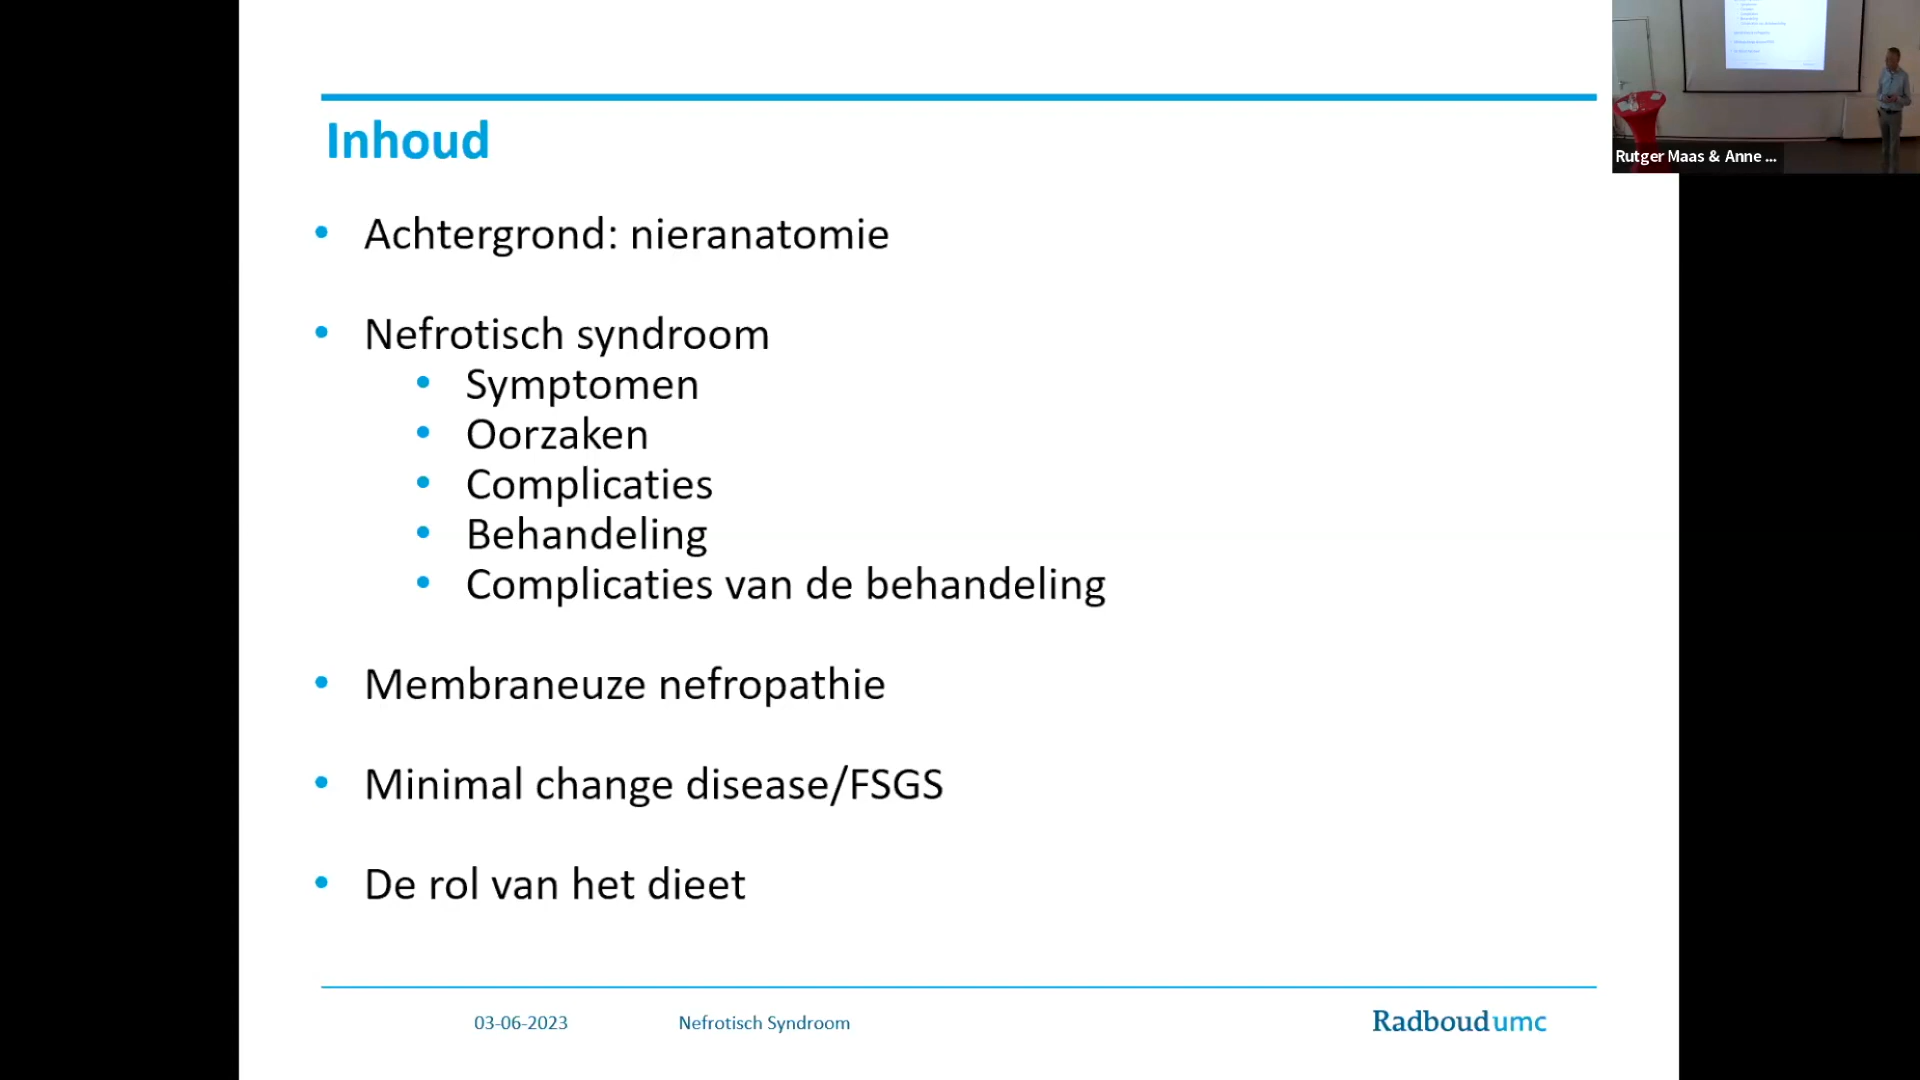 Inhoud
• Achtergrond: nieranatomie
• Nefrotisch syndroom
• Symptomen
• Oorzaken
• Complicaties
• Behandeling
• Complicaties van de behandeling
• Membraneuze nefropathie
• Minimal change disease/FSGS
• De rol van het dieet
03-06-2023 Nefrotisch Syndroom Radboudumc
Rutger Maas & Anne ...